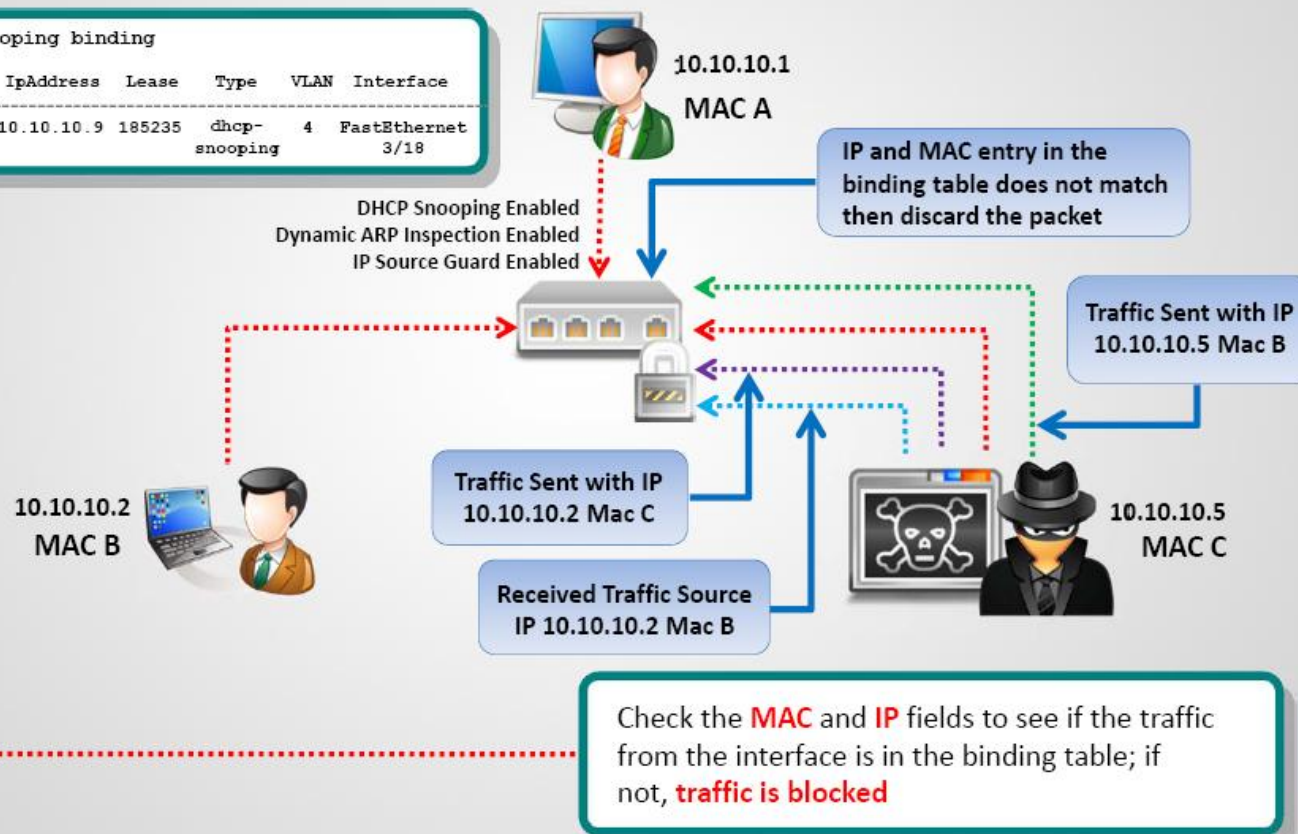 oping binding
IpAddress Lease Type VLAN Interface
10.10.10.9 185235 dhcp-snooping 4 FastEthernet 3/18
10.10.10.1
MAC A
IP and MAC entry in the
binding table does not match
then discard the packet
DHCP Snooping Enabled
Dynamic ARP Inspection Enabled
IP Source Guard Enabled
Traffic Sent with IP
10.10.10.5 Mac B
Traffic Sent with IP
10.10.10.2 Mac C
10.10.10.2
MAC B
10.10.10.5
MAC C
Received Traffic Source
IP 10.10.10.2 Mac B
Check the MAC and IP fields to see if the traffic
from the interface is in the binding table; if
not, traffic is blocked